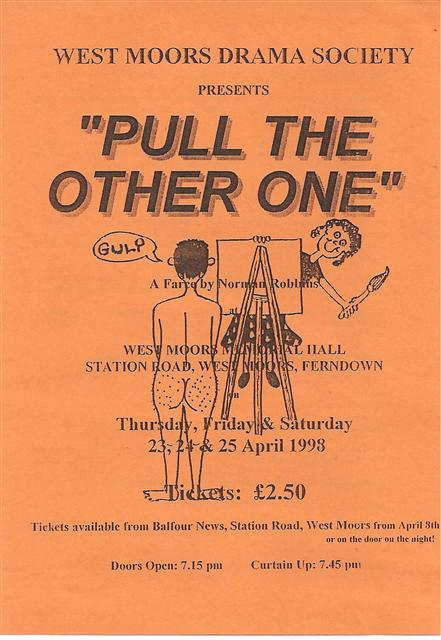 WEST MOORS DRAMA SOCIETY
PRESENTS
"PULL THE
OTHER ONE"
GULP
A Farce by Norman Robbins
at
WEST MOORS MEMORIAL HALL
STATION ROAD, WEST MOORS, FERNDOWN
on
Thursday, Friday & Saturday
23, 24 & 25 April 1998
Tickets: £2.50
Tickets available from Balfour News, Station Road, West Moors from April 8th
or on the door on the night!
Doors Open: 7.15 pm Curtain Up: 7.45 pm